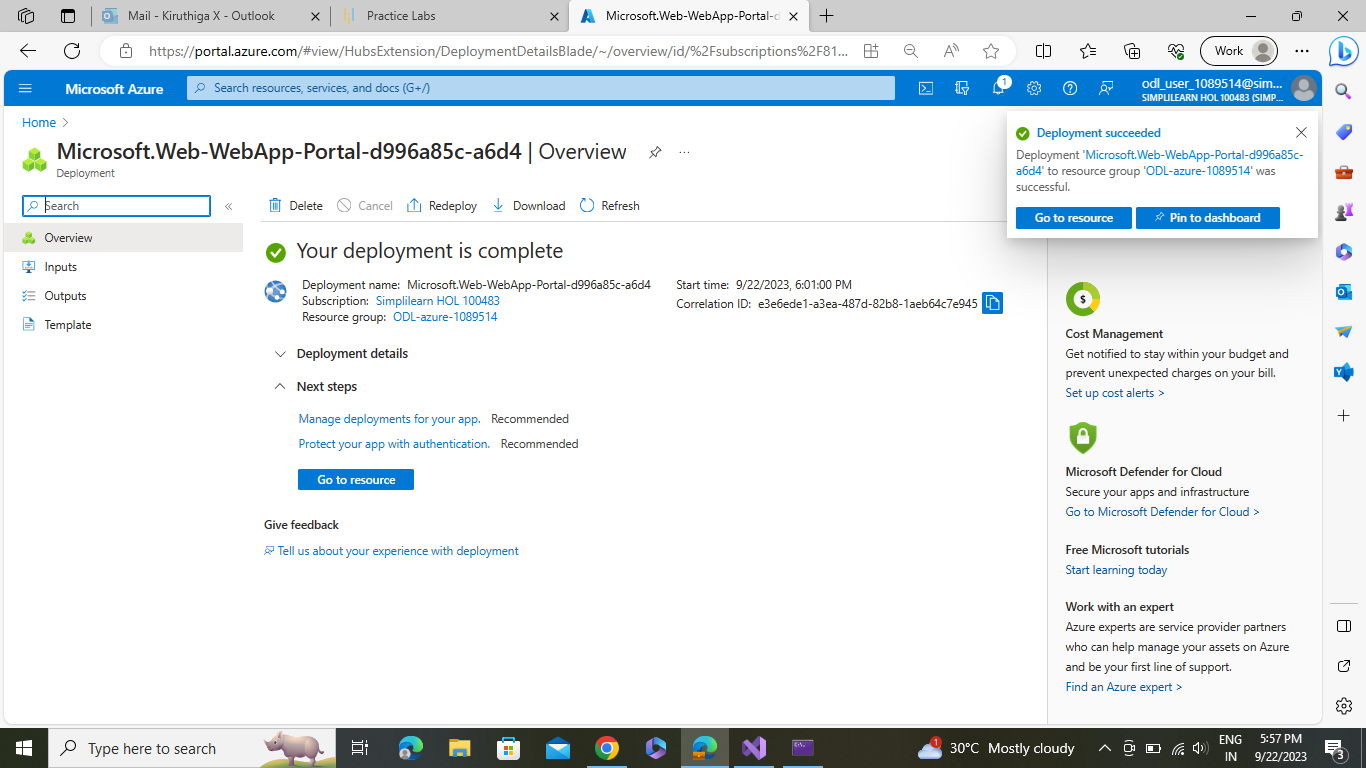 Mail - Kiruthiga X - Outlook
Practice Labs
Microsoft.Web-WebApp-Portal-d
https://portal.azure.com/#view/HubsExtension/DeploymentDetailsBlade/~/overview/id/%2Fsubscriptions%2F81...
Work
Microsoft Azure
Search resources, services, and docs (G+/)
1
odl_user_1089514@sim...
SIMPLILEARN HOL 100483 (SIMP...
Home
Microsoft.Web-WebApp-Portal-d996a85c-a6d4 | Overview
Deployment
Deployment succeeded
Deployment 'Microsoft.Web-WebApp-Portal-d996a85c-
a6d4' to resource group 'ODL-azure-1089514' was
successful.
Go to resource
Pin to dashboard
Search
Overview
Inputs
Outputs
Template
Delete
Cancel
Redeploy
Download
Refresh
Your deployment is complete
Deployment name: Microsoft.Web-WebApp-Portal-d996a85c-a6d4
Subscription: Simplilearn HOL 100483
Resource group: ODL-azure-1089514
Start time: 9/22/2023, 6:01:00 PM
Correlation ID: e3e6ede1-a3ea-487d-82b8-1aeb64c7e945
Deployment details
Next steps
Manage deployments for your app. Recommended
Protect your app with authentication. Recommended
Go to resource
Give feedback
Tell us about your experience with deployment
Cost Management
Get notified to stay within your budget and
prevent unexpected charges on your bill.
Set up cost alerts >
Microsoft Defender for Cloud
Secure your apps and infrastructure
Go to Microsoft Defender for Cloud >
Free Microsoft tutorials
Start learning today
Work with an expert
Azure experts are service provider partners
who can help manage your assets on Azure
and be your first line of support.
Find an Azure expert >
Type here to search
1
30°C Mostly cloudy
ENG
IN
5:57 PM
9/22/2023
3